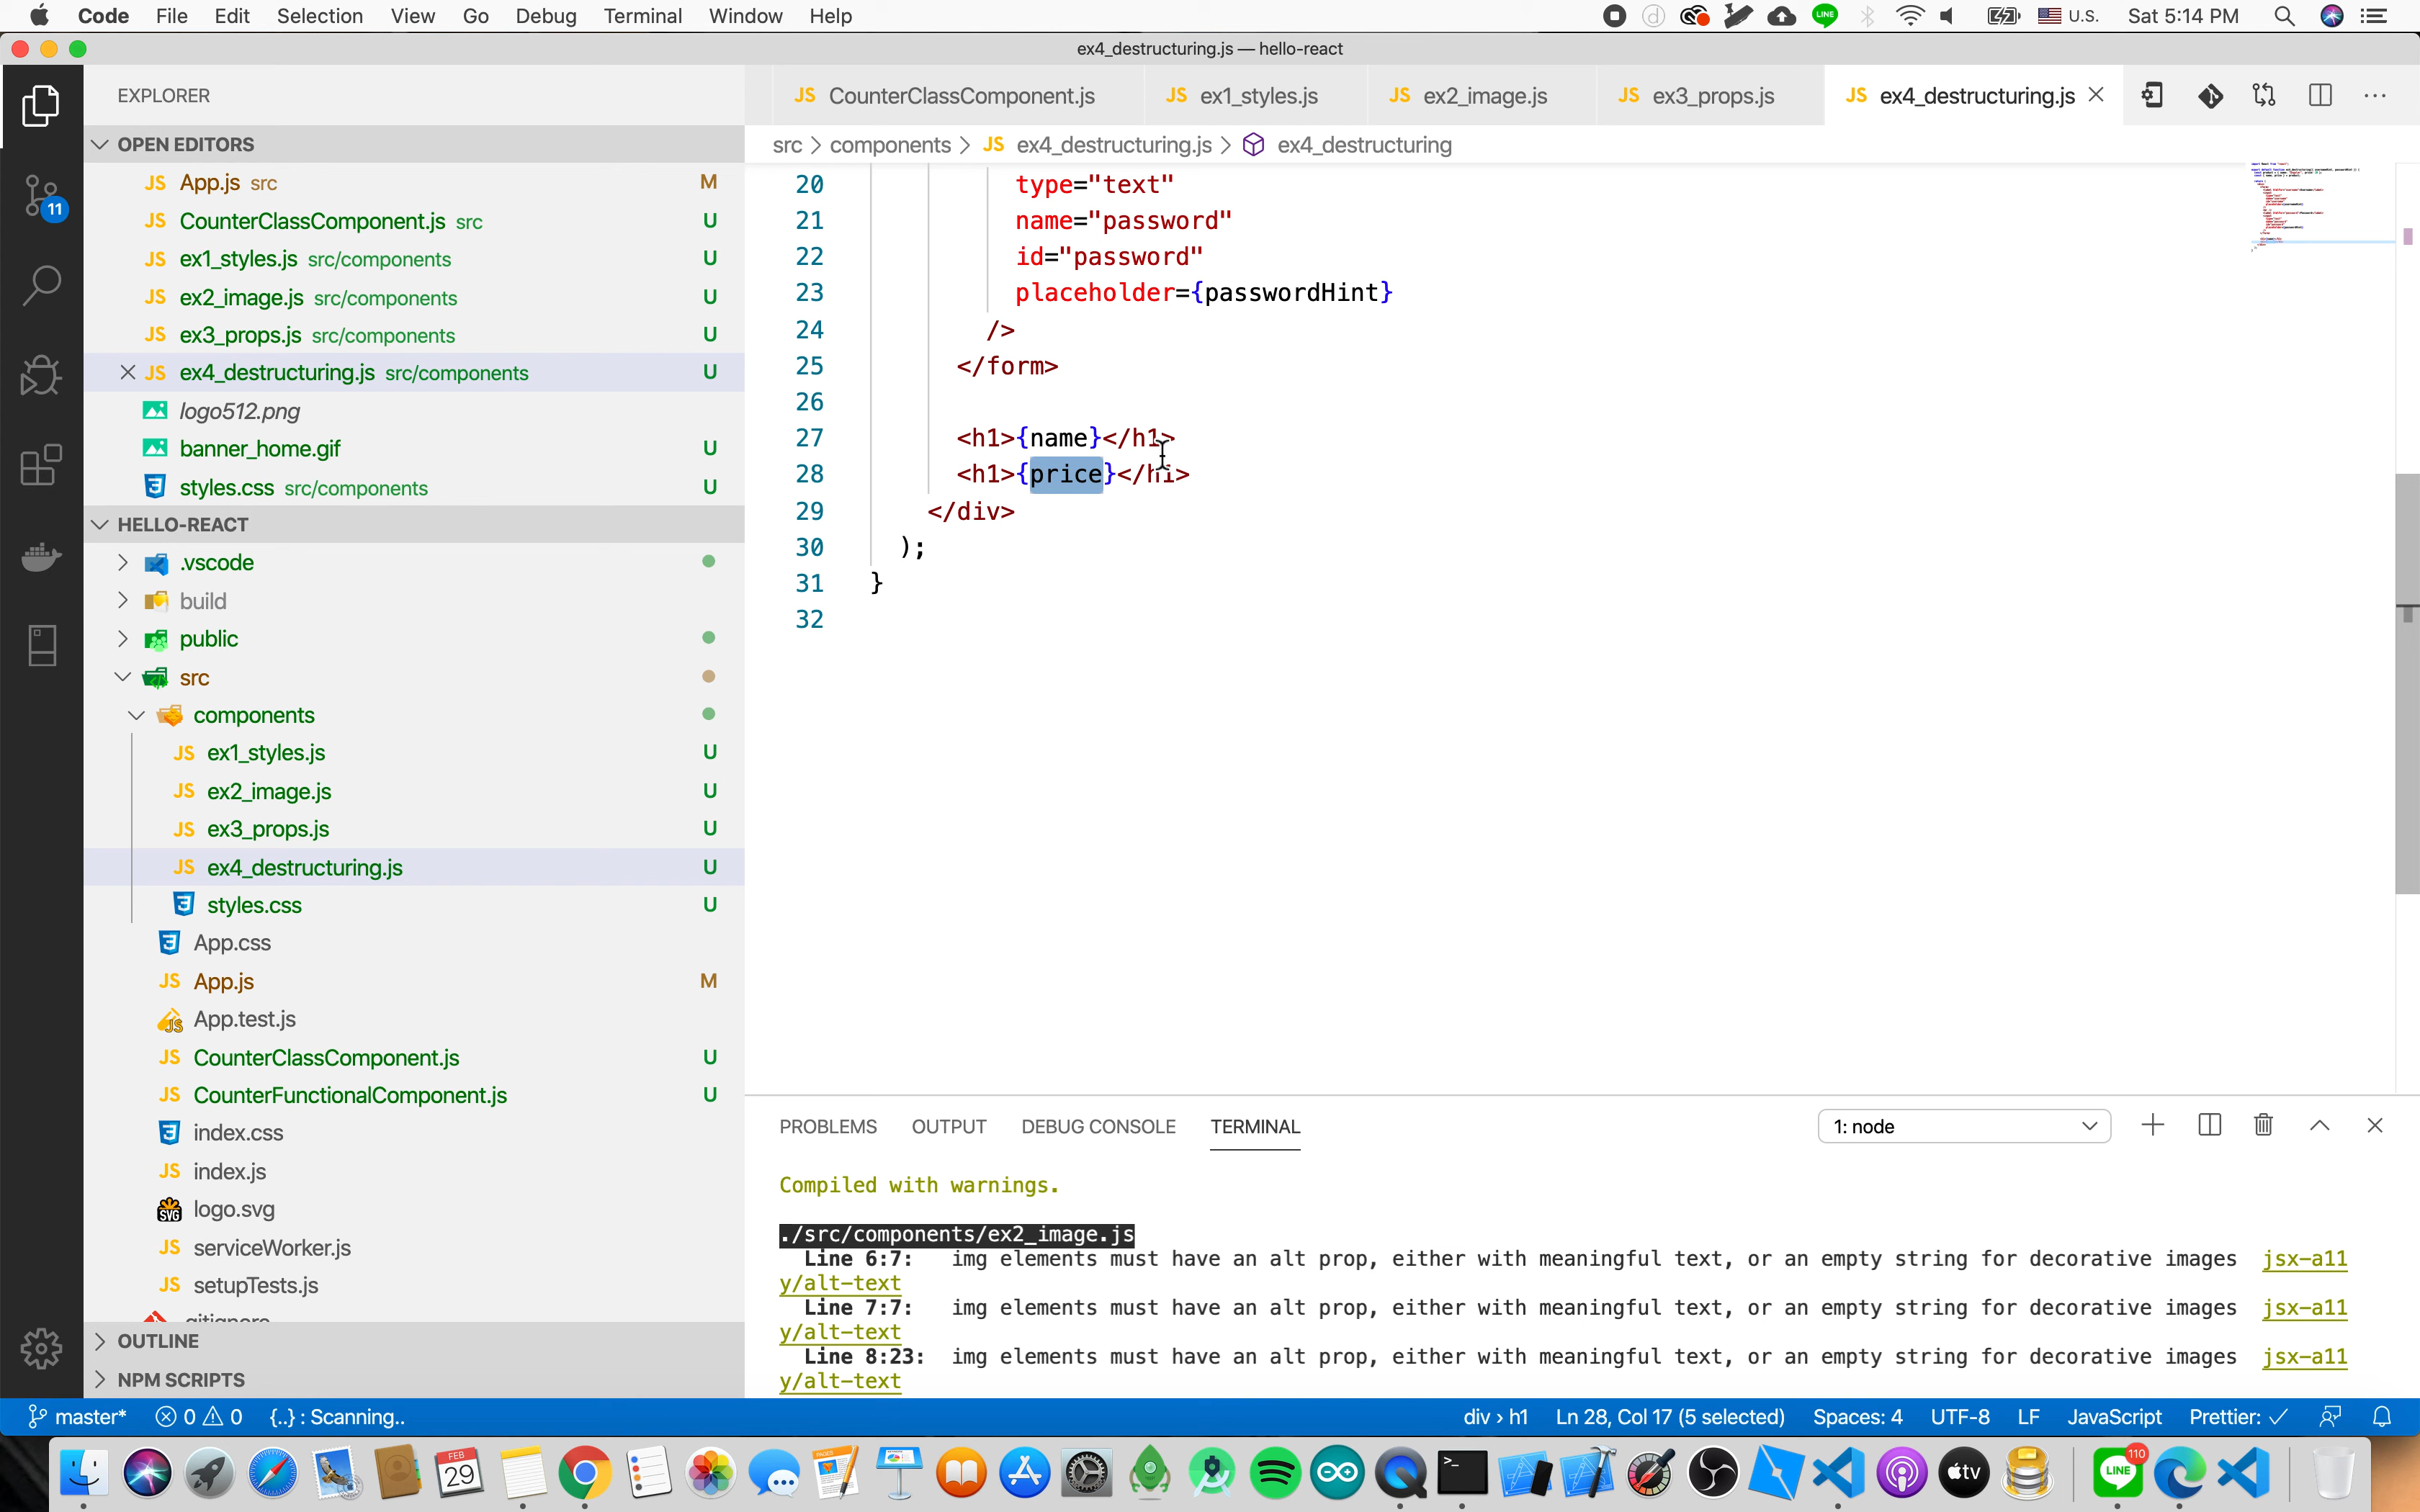 Code File Edit Selection View Go Debug Terminal Window Help LINE U.S. Sat 5:14 PM
ex4_destructuring.js — hello-react
EXPLORER
JS CounterClassComponent.js JS ex1_styles.js JS ex2_image.js JS ex3_props.js JS ex4_destructuring.js
OPEN EDITORS
src > components > JS ex4_destructuring.js > ex4_destructuring
JS App.js src M
JS CounterClassComponent.js src U
JS ex1_styles.js src/components U
JS ex2_image.js src/components U
JS ex3_props.js src/components U
JS ex4_destructuring.js src/components U
logo512.png
banner_home.gif U
styles.css src/components U
11
HELLO-REACT
.vscode
build
public
src
components
JS ex1_styles.js U
JS ex2_image.js U
JS ex3_props.js U
JS ex4_destructuring.js U
styles.css U
App.css
JS App.js M
App.test.js
JS CounterClassComponent.js U
JS CounterFunctionalComponent.js U
index.css
JS index.js
SVG logo.svg
JS serviceWorker.js
JS setupTests.js
.gitignore
OUTLINE
NPM SCRIPTS
20 type="text"
21 name="password"
22 id="password"
23 placeholder={passwordHint}
24 />
25 </form>
26
27 <h1>{name}</h1>
28 <h1>{price}</h1>
29 </div>
30 );
31 }
32
PROBLEMS OUTPUT DEBUG CONSOLE TERMINAL 1: node
Compiled with warnings.
./src/components/ex2_image.js
Line 6:7: img elements must have an alt prop, either with meaningful text, or an empty string for decorative images jsx-a11
y/alt-text
Line 7:7: img elements must have an alt prop, either with meaningful text, or an empty string for decorative images jsx-a11
y/alt-text
Line 8:23: img elements must have an alt prop, either with meaningful text, or an empty string for decorative images jsx-a11
y/alt-text
master* 0 0 {..} : Scanning.. div > h1 Ln 28, Col 17 (5 selected) Spaces: 4 UTF-8 LF JavaScript Prettier: ✓
FEB
29
PAGES
tv
LINE
110